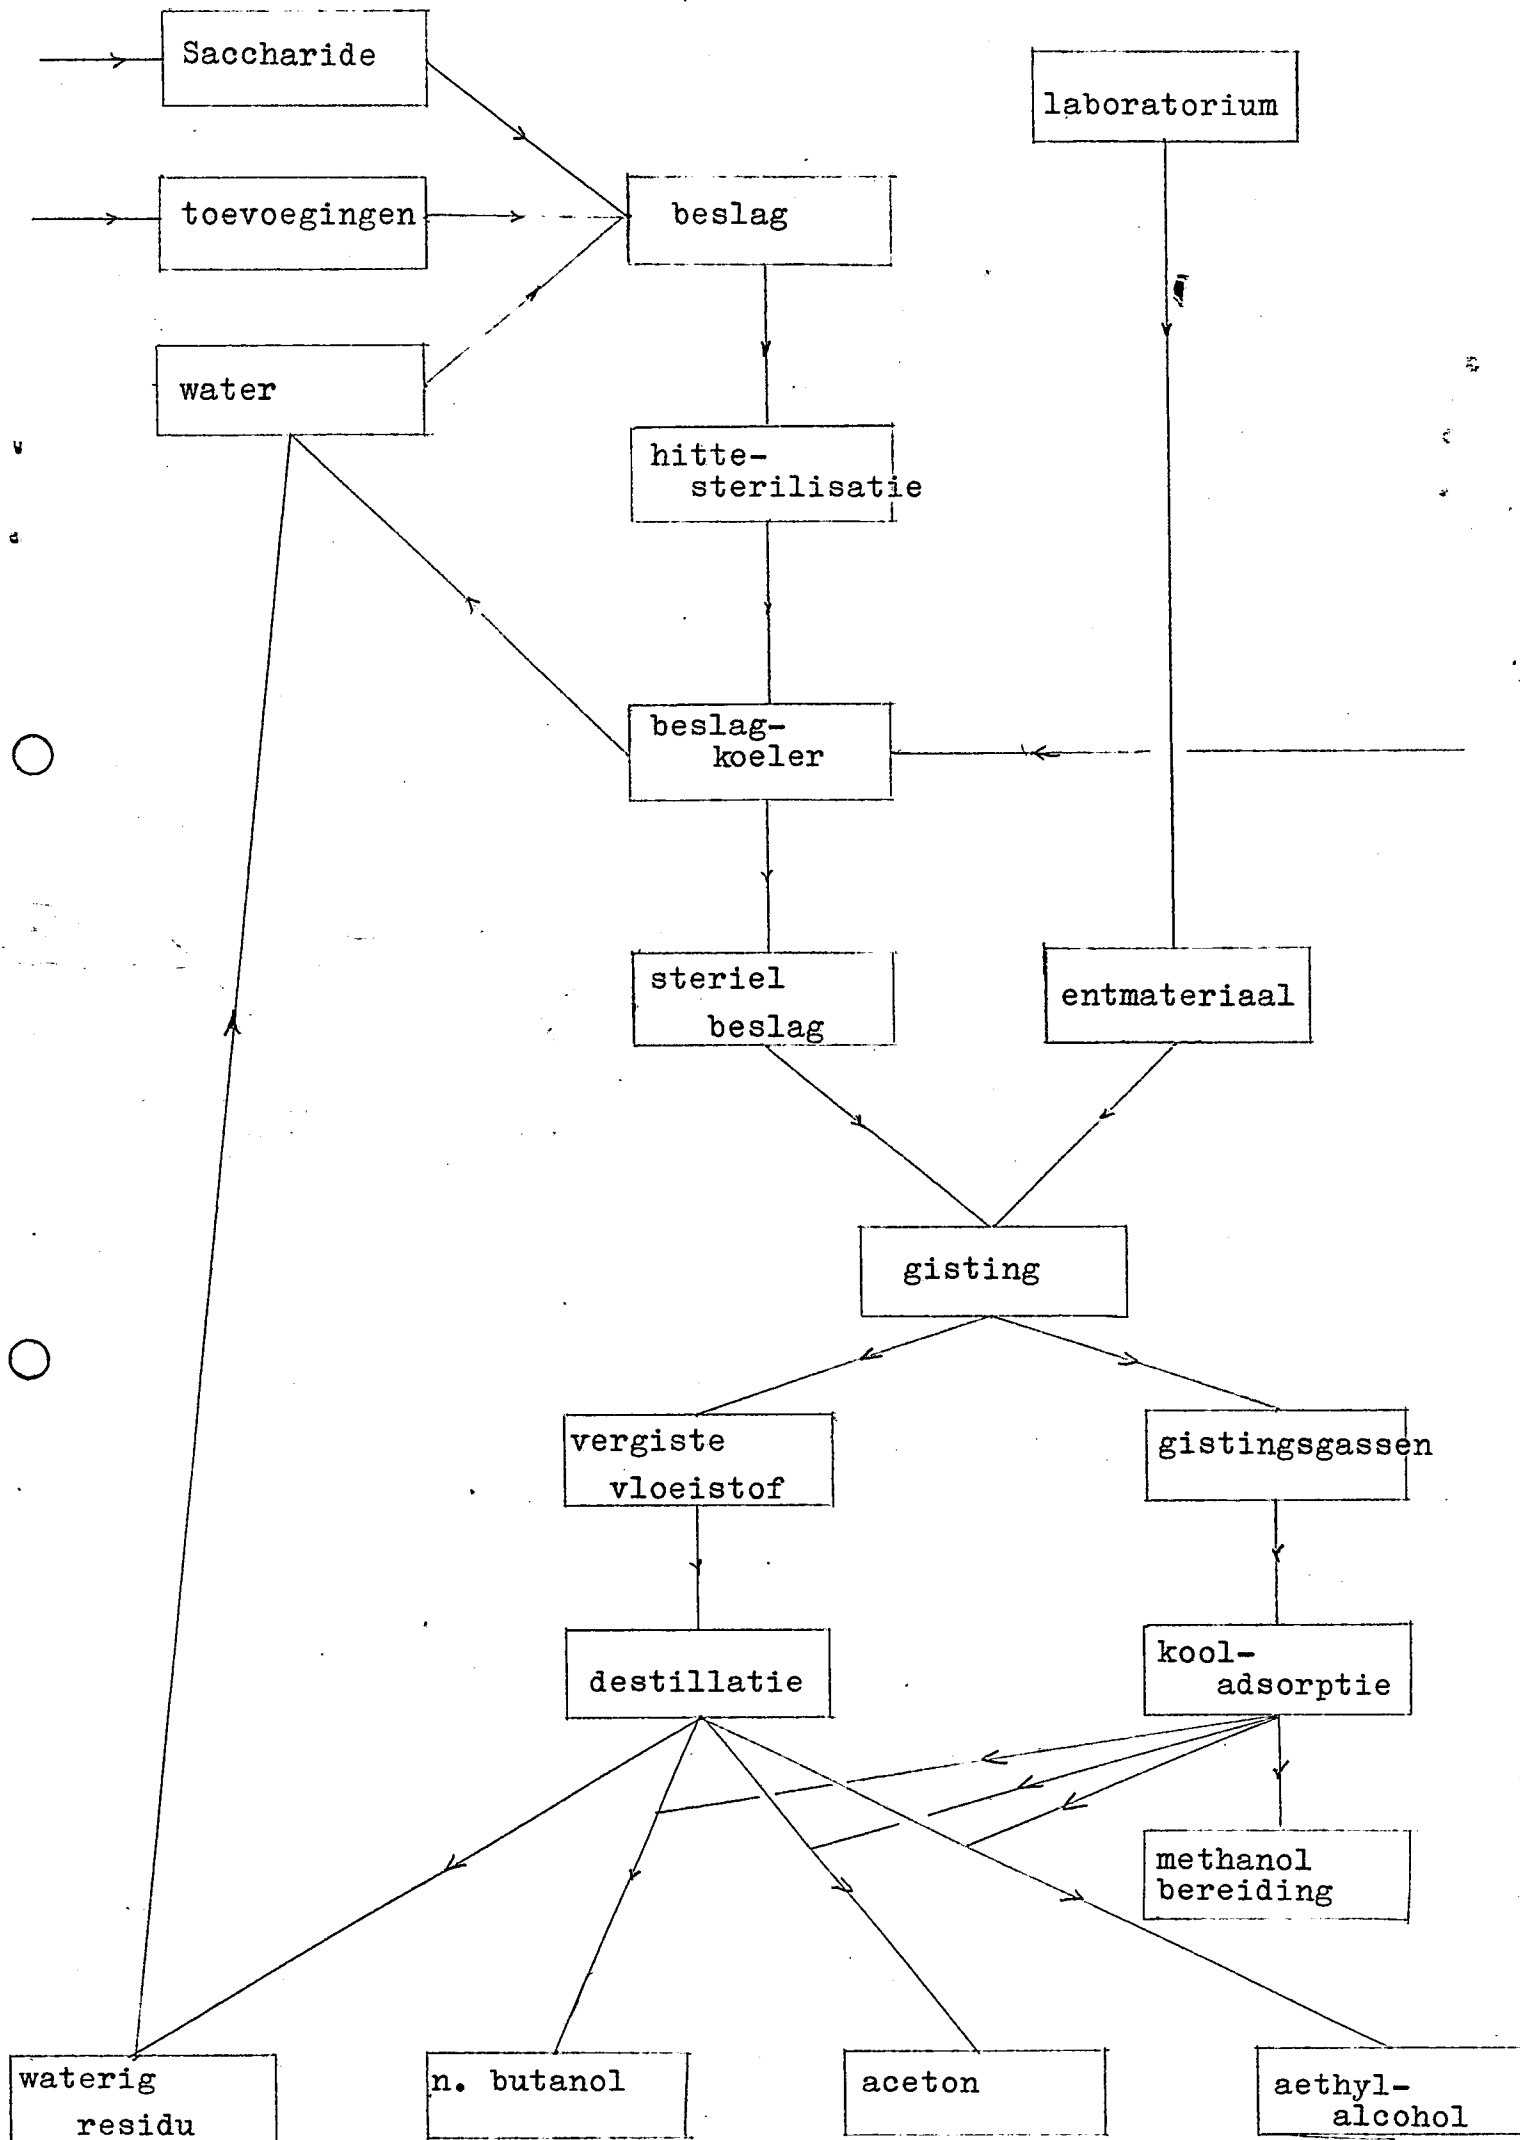 Saccharide
laboratorium
toevoegingen
beslag
water
hitte-
sterilisatie
beslag-
koeler
steriel
beslag
entmateriaal
gisting
vergiste
vloeistof
gistingsgassen
destillatie
kool-
adsorptie
methanol
bereiding
waterig
residu
n. butanol
aceton
aethyl-
alcohol